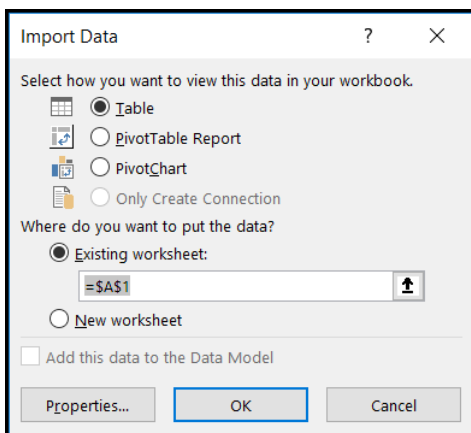 Import Data ?
Select how you want to view this data in your workbook.
Table
PivotTable Report
PivotChart
Only Create Connection
Where do you want to put the data?
Existing worksheet:
=$A$1
New worksheet
Add this data to the Data Model
Properties... OK Cancel